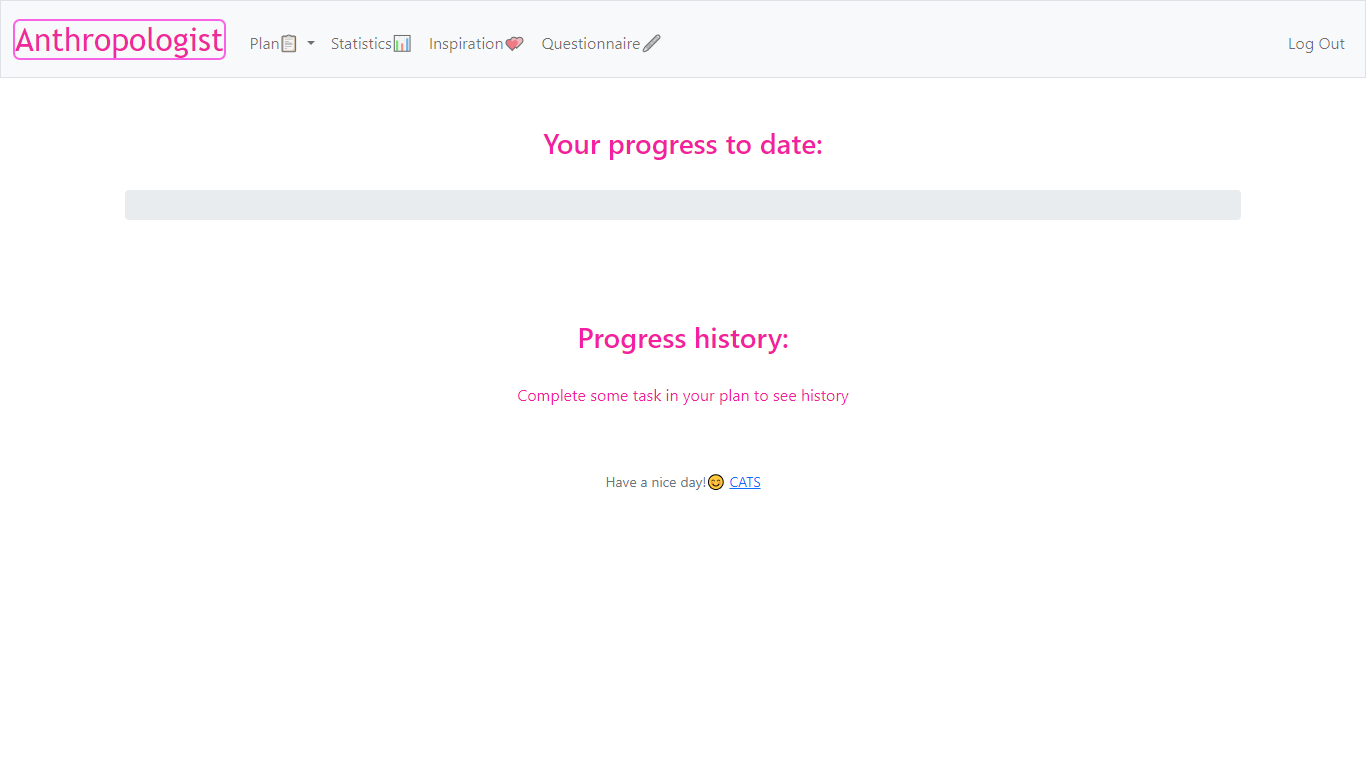 Anthropologist Plan📋 Statistics📊 Inspiration💕 Questionnaire🖊 Log Out
Your progress to date:
Progress history:
Complete some task in your plan to see history
Have a nice day!😊 CATS